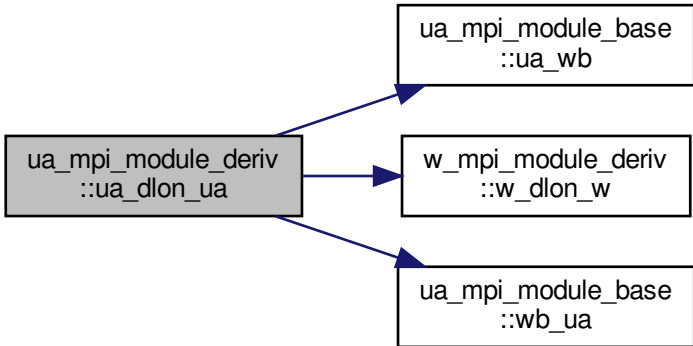 ua_mpi_module_base
::ua_wb
ua_mpi_module_deriv
::ua_dlon_ua
w_mpi_module_deriv
::w_dlon_w
ua_mpi_module_base
::wb_ua